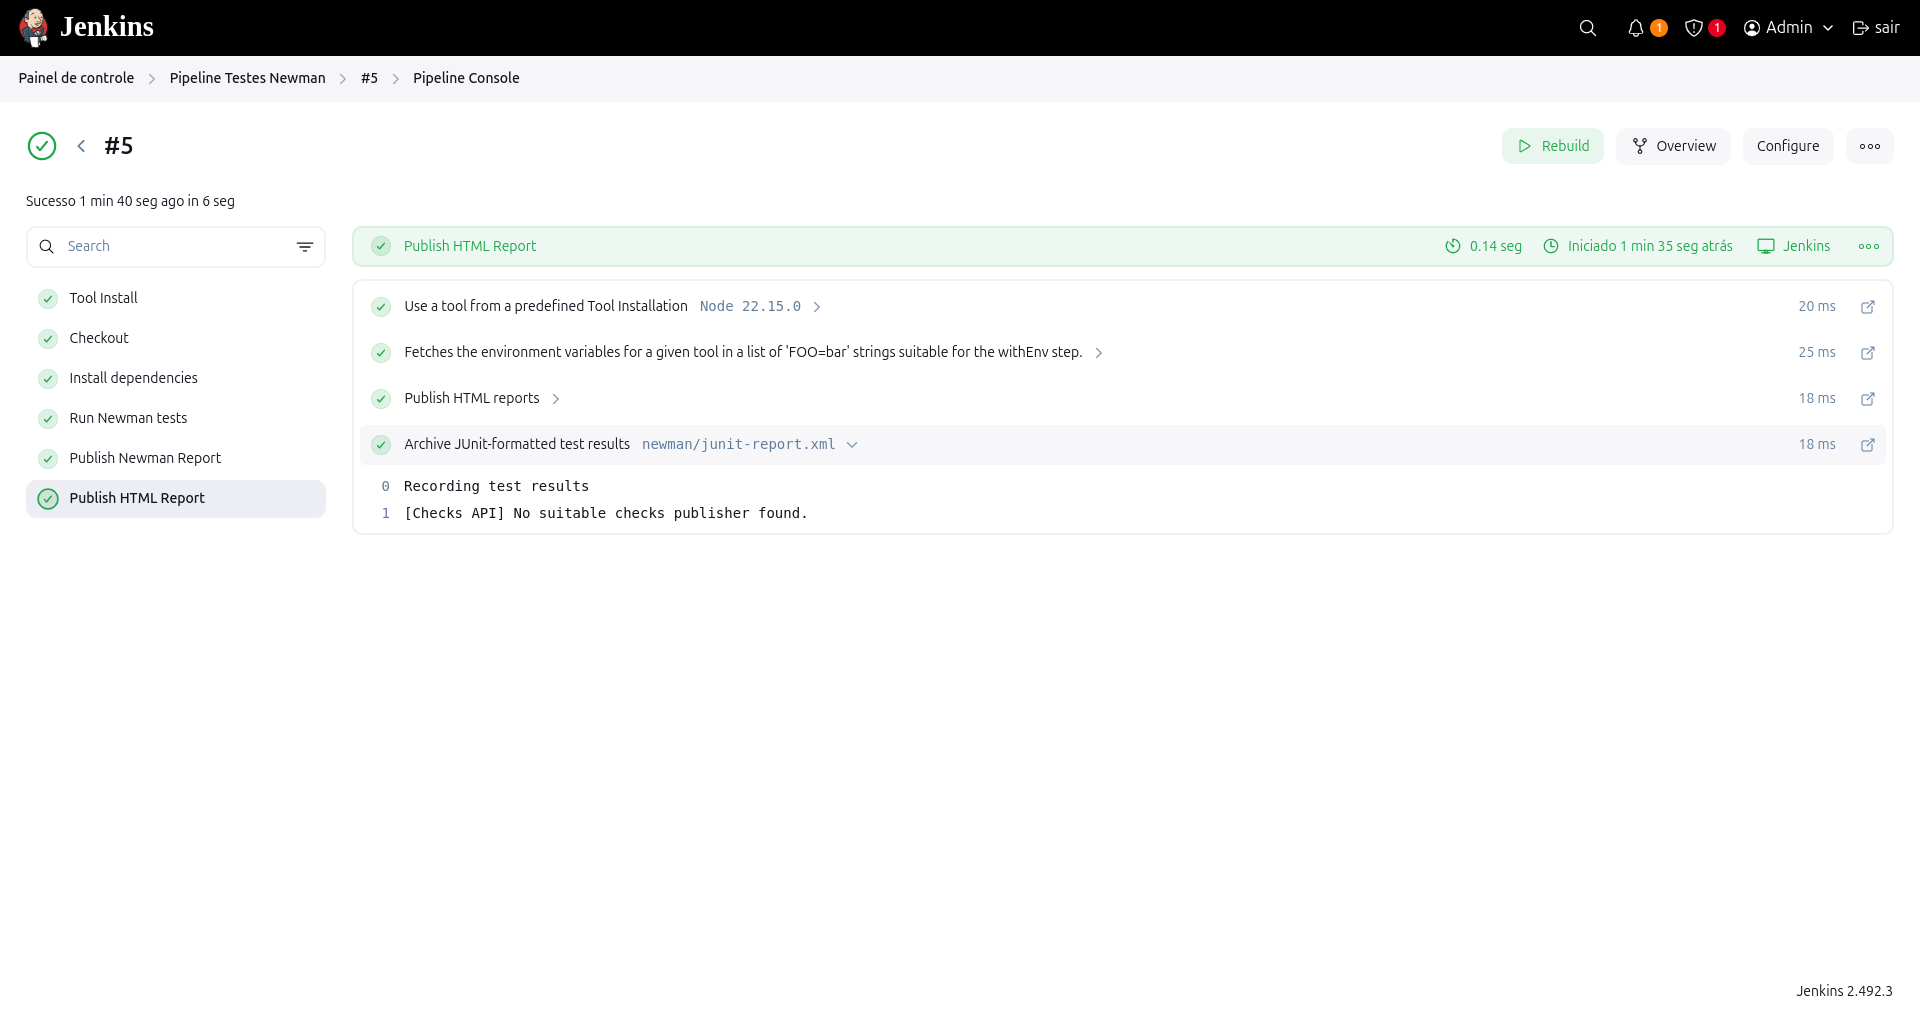 Jenkins
1
1
Admin
sair
Painel de controle
Pipeline Testes Newman
#5
Pipeline Console
#5
Rebuild
Overview
Configure
Sucesso 1 min 40 seg ago in 6 seg
Search
Publish HTML Report
0.14 seg
Iniciado 1 min 35 seg atrás
Jenkins
Tool Install
Checkout
Install dependencies
Run Newman tests
Publish Newman Report
Publish HTML Report
Use a tool from a predefined Tool Installation Node 22.15.0
20 ms
Fetches the environment variables for a given tool in a list of 'FOO=bar' strings suitable for the withEnv step.
25 ms
Publish HTML reports
18 ms
Archive JUnit-formatted test results newman/junit-report.xml
18 ms
0 Recording test results
1 [Checks API] No suitable checks publisher found.
Jenkins 2.492.3